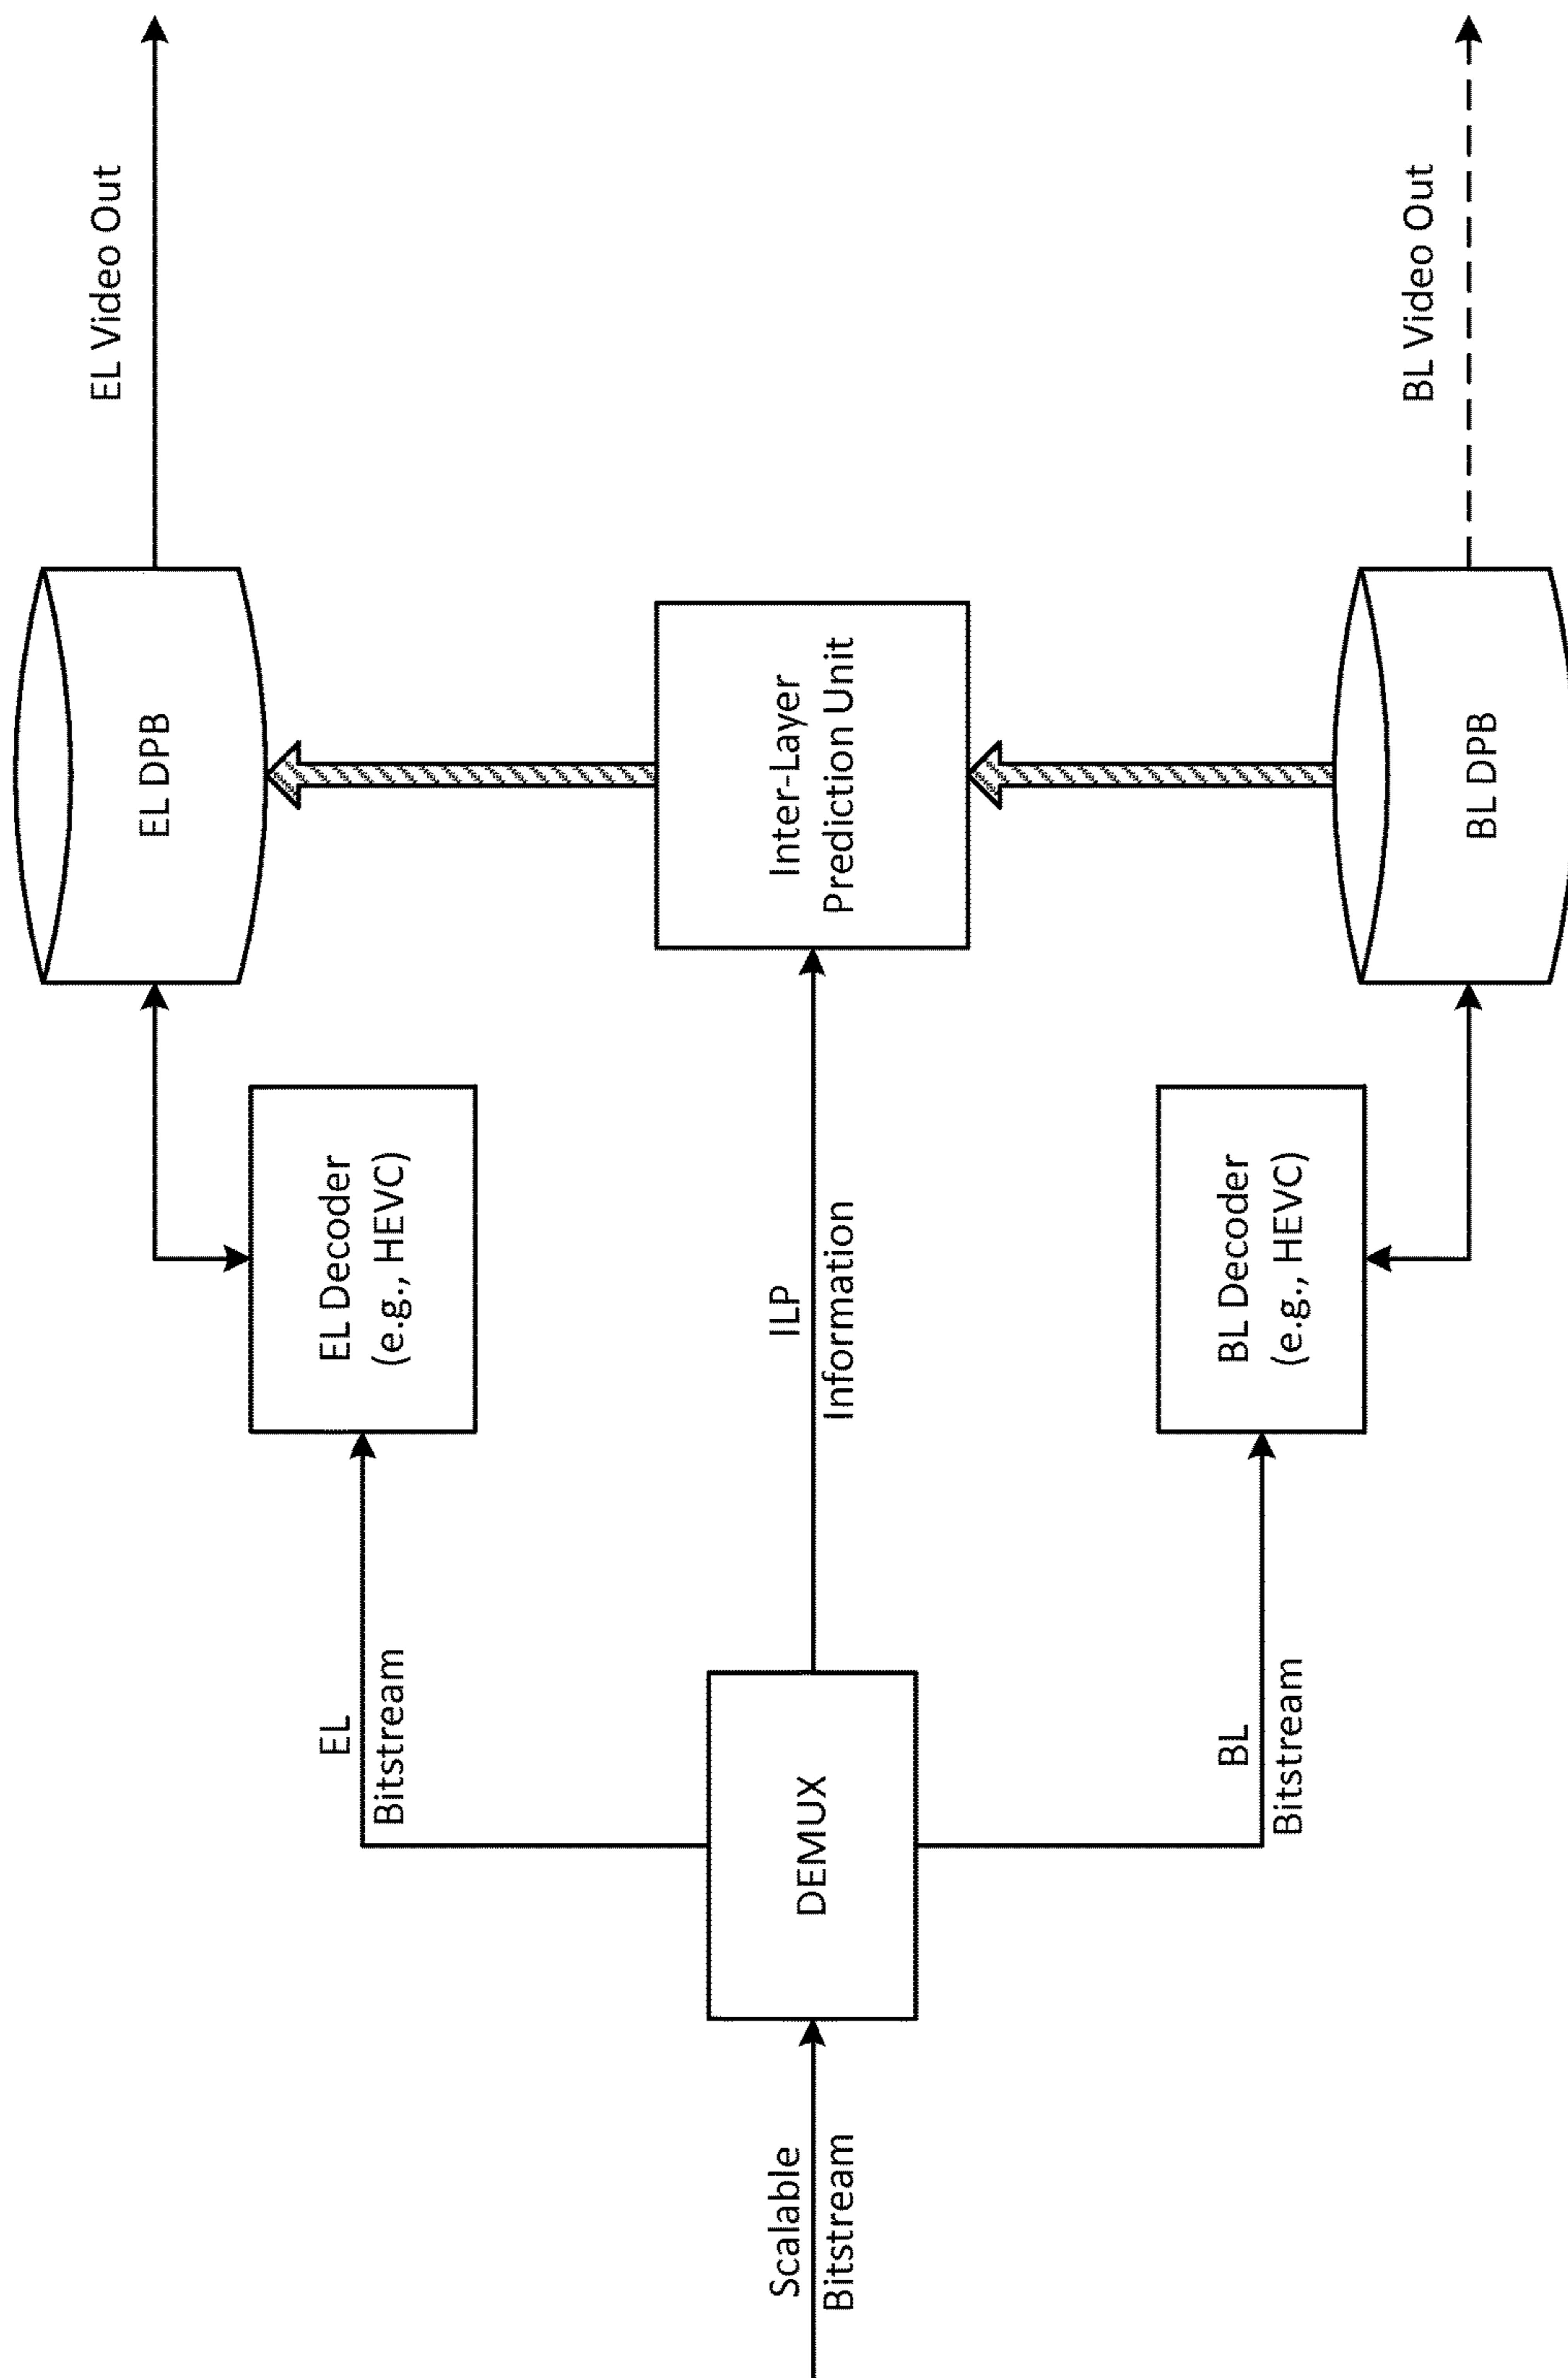 Scalable
Bitstream
DEMUX
EL
Bitstream
EL Decoder
(e.g., HEVC)
EL DPB
EL Video Out
ILP
Information
Inter-Layer
Prediction Unit
BL
Bitstream
BL Decoder
(e.g., HEVC)
BL DPB
BL Video Out